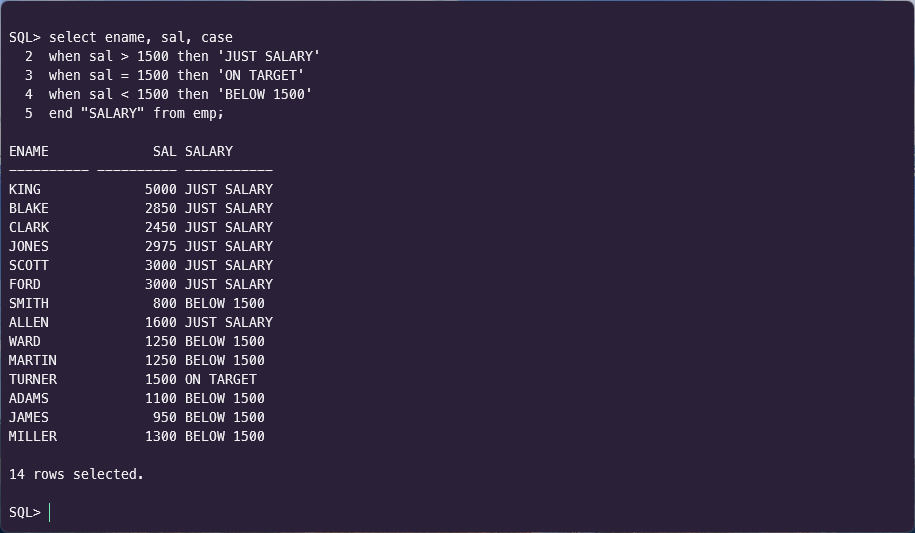 SQL> select ename, sal, case
  2  when sal > 1500 then 'JUST SALARY'
  3  when sal = 1500 then 'ON TARGET'
  4  when sal < 1500 then 'BELOW 1500'
  5  end "SALARY" from emp;

ENAME             SAL SALARY
---------- ---------- -----------
KING             5000 JUST SALARY
BLAKE            2850 JUST SALARY
CLARK            2450 JUST SALARY
JONES            2975 JUST SALARY
SCOTT            3000 JUST SALARY
FORD             3000 JUST SALARY
SMITH             800 BELOW 1500
ALLEN            1600 JUST SALARY
WARD             1250 BELOW 1500
MARTIN           1250 BELOW 1500
TURNER           1500 ON TARGET
ADAMS            1100 BELOW 1500
JAMES             950 BELOW 1500
MILLER           1300 BELOW 1500

14 rows selected.

SQL>